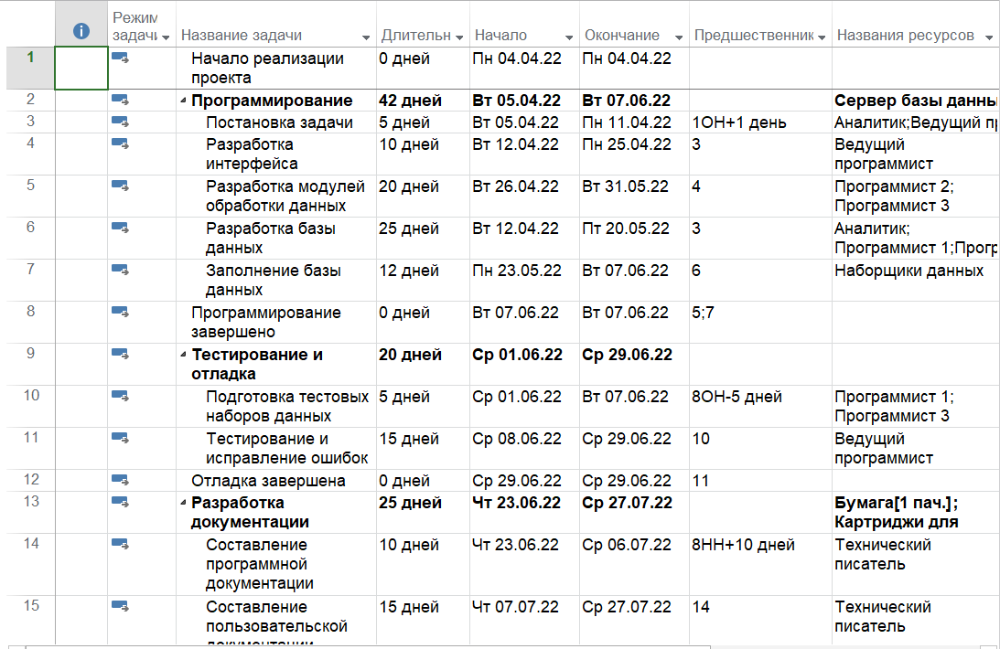 Режим
задачи Название задачи Длительн Начало Окончание Предшественник Названия ресурсов
1 Начало реализации 0 дней Пн 04.04.22 Пн 04.04.22
проекта
2 Программирование 42 дней Вт 05.04.22 Вт 07.06.22 Сервер базы данны
3 Постановка задачи 5 дней Вт 05.04.22 Пн 11.04.22 1ОН+1 день Аналитик;Ведущий пр
4 Разработка 10 дней Вт 12.04.22 Пн 25.04.22 3 Ведущий
интерфейса программист
5 Разработка модулей 20 дней Вт 26.04.22 Вт 31.05.22 4 Программист 2;
обработки данных Программист 3
6 Разработка базы 25 дней Вт 12.04.22 Пт 20.05.22 3 Аналитик;
данных Программист 1;Прогр
7 Заполнение базы 12 дней Пн 23.05.22 Вт 07.06.22 6 Наборщики данных
данных
8 Программирование 0 дней Вт 07.06.22 Вт 07.06.22 5;7
завершено
9 Тестирование и 20 дней Ср 01.06.22 Ср 29.06.22
отладка
10 Подготовка тестовых 5 дней Ср 01.06.22 Вт 07.06.22 8ОН-5 дней Программист 1;
наборов данных Программист 3
11 Тестирование и 15 дней Ср 08.06.22 Ср 29.06.22 10 Ведущий
исправление ошибок программист
12 Отладка завершена 0 дней Ср 29.06.22 Ср 29.06.22 11
13 Разработка 25 дней Чт 23.06.22 Ср 27.07.22 Бумага[1 пач.];
документации Картриджи для
14 Составление 10 дней Чт 23.06.22 Ср 06.07.22 8НН+10 дней Технический
программной писатель
документации
15 Составление 15 дней Чт 07.07.22 Ср 27.07.22 14 Технический
пользовательской писатель
документации